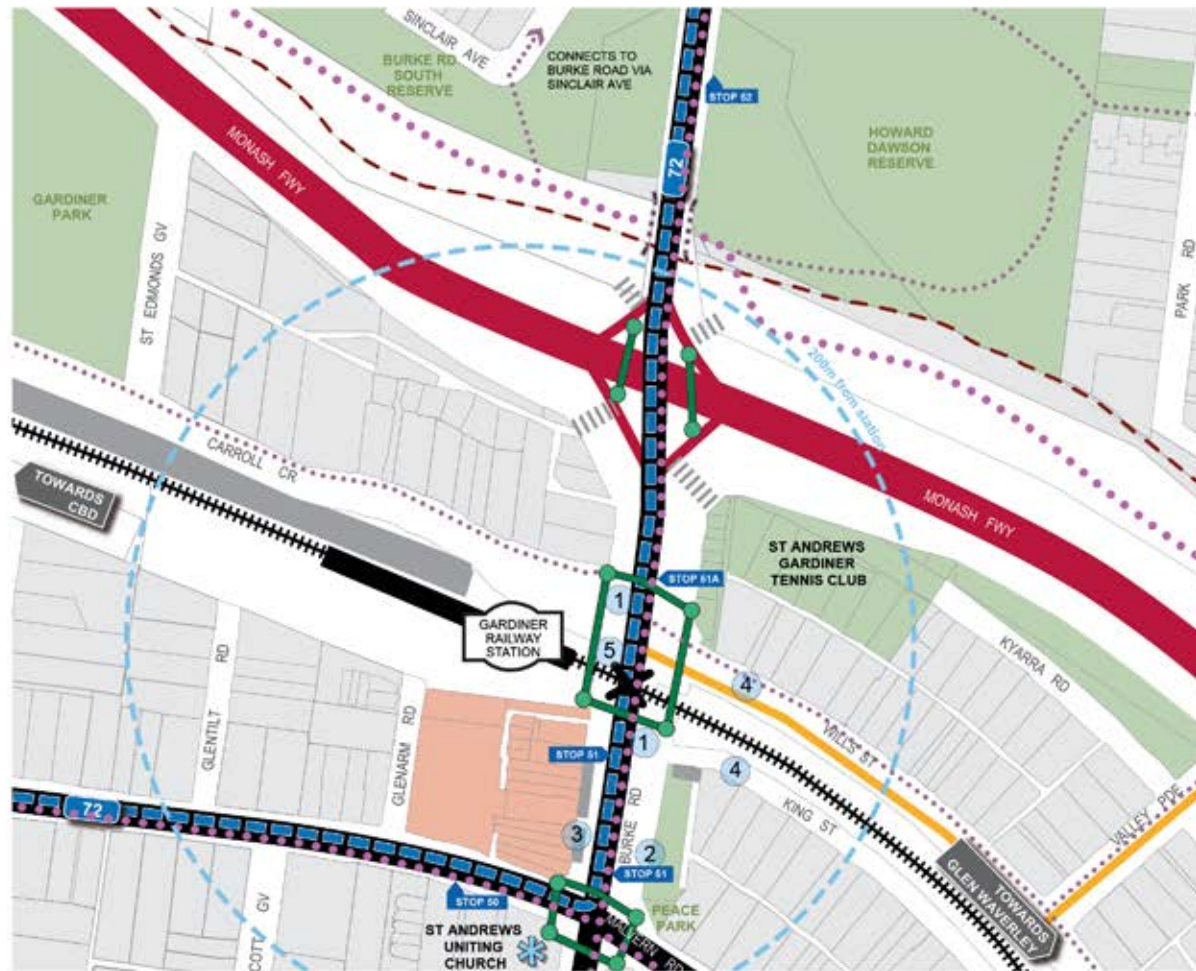 SINCLAIR AVE
BURKE RD
SOUTH
RESERVE
CONNECTS TO
BURKE ROAD VIA
SINCLAIR AVE
STOP 52
HOWARD
DAWSON
RESERVE
72
MONASH FWY
GARDINER
PARK
ST EDMONDS GV
PARK RD
200m from station
CARROLL CR
TOWARDS
CBD
MONASH FWY
ST ANDREWS
GARDINER
TENNIS CLUB
STOP 51A
1
GARDINER
RAILWAY
STATION
5
KYARRA RD
4
WILLS ST
GLENTILT RD
GLENARM RD
STOP 51
1
4
KING ST
VALLEY PDE
72
3
BURKE RD
2
STOP 51
TOWARDS
GLEN WAVERLEY
STOP 50
PEACE
PARK
MALVERN RD
SCOTT GV
ST ANDREWS
UNITING
CHURCH